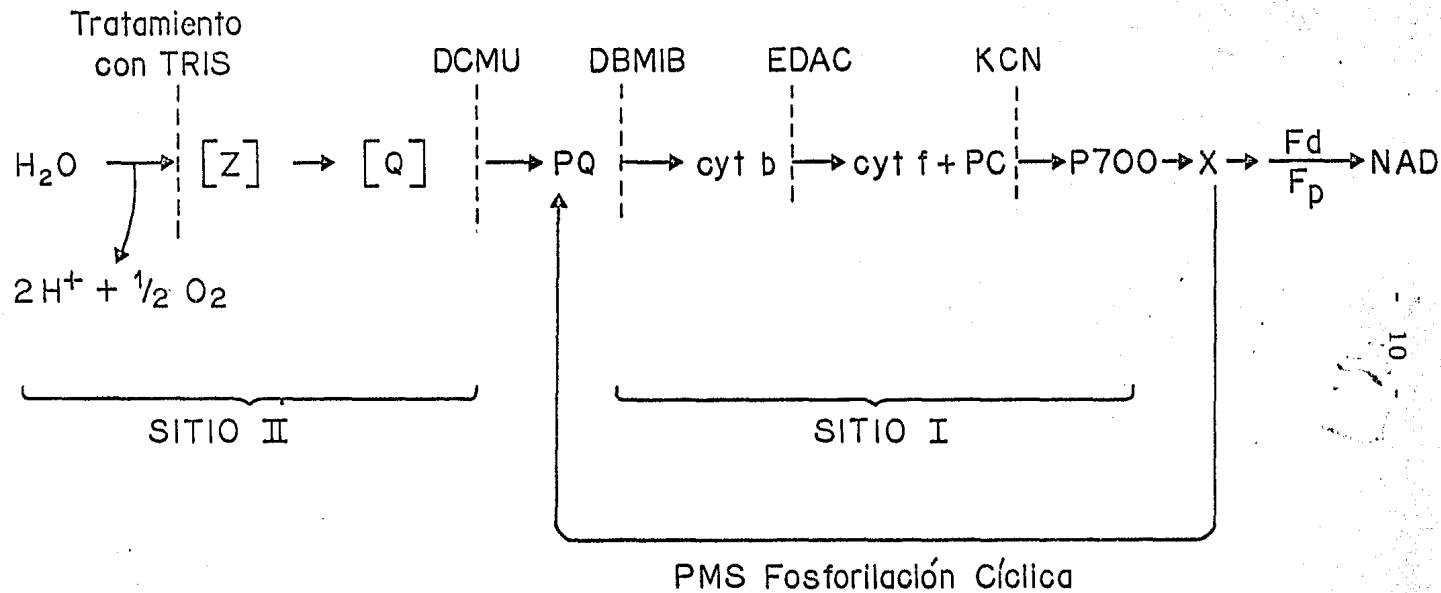 Tratamiento
con TRIS
DCMU
DBMIB
EDAC
KCN
H₂O → [Z] → [Q] → PQ → cyt b → cyt f + PC → P700 → X → Fd → NAD
Fp
2H⁺ + ½ O₂
- 10 -
SITIO II
SITIO I
PMS Fosforilación Cíclica